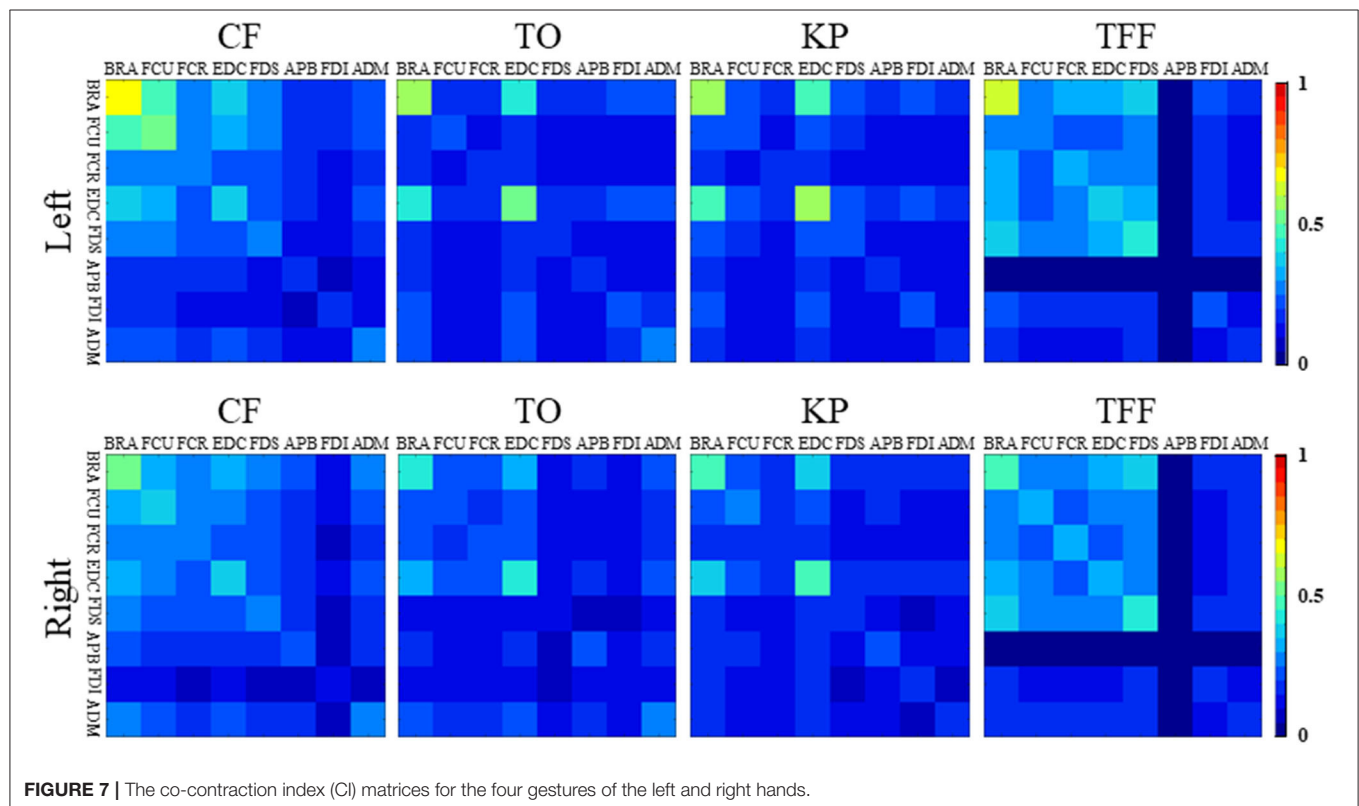 CF TO KP TFF
BRA FCU FCR EDC FDS APB FDI ADM BRA FCU FCR EDC FDS APB FDI ADM BRA FCU FCR EDC FDS APB FDI ADM BRA FCU FCR EDC FDS APB FDI ADM
Left
BRA FCU FCR EDC FDS APB FDI ADM
1
0.5
0
CF TO KP TFF
BRA FCU FCR EDC FDS APB FDI ADM BRA FCU FCR EDC FDS APB FDI ADM BRA FCU FCR EDC FDS APB FDI ADM BRA FCU FCR EDC FDS APB FDI ADM
Right
BRA FCU FCR EDC FDS APB FDI ADM
1
0.5
0
FIGURE 7 | The co-contraction index (CI) matrices for the four gestures of the left and right hands.